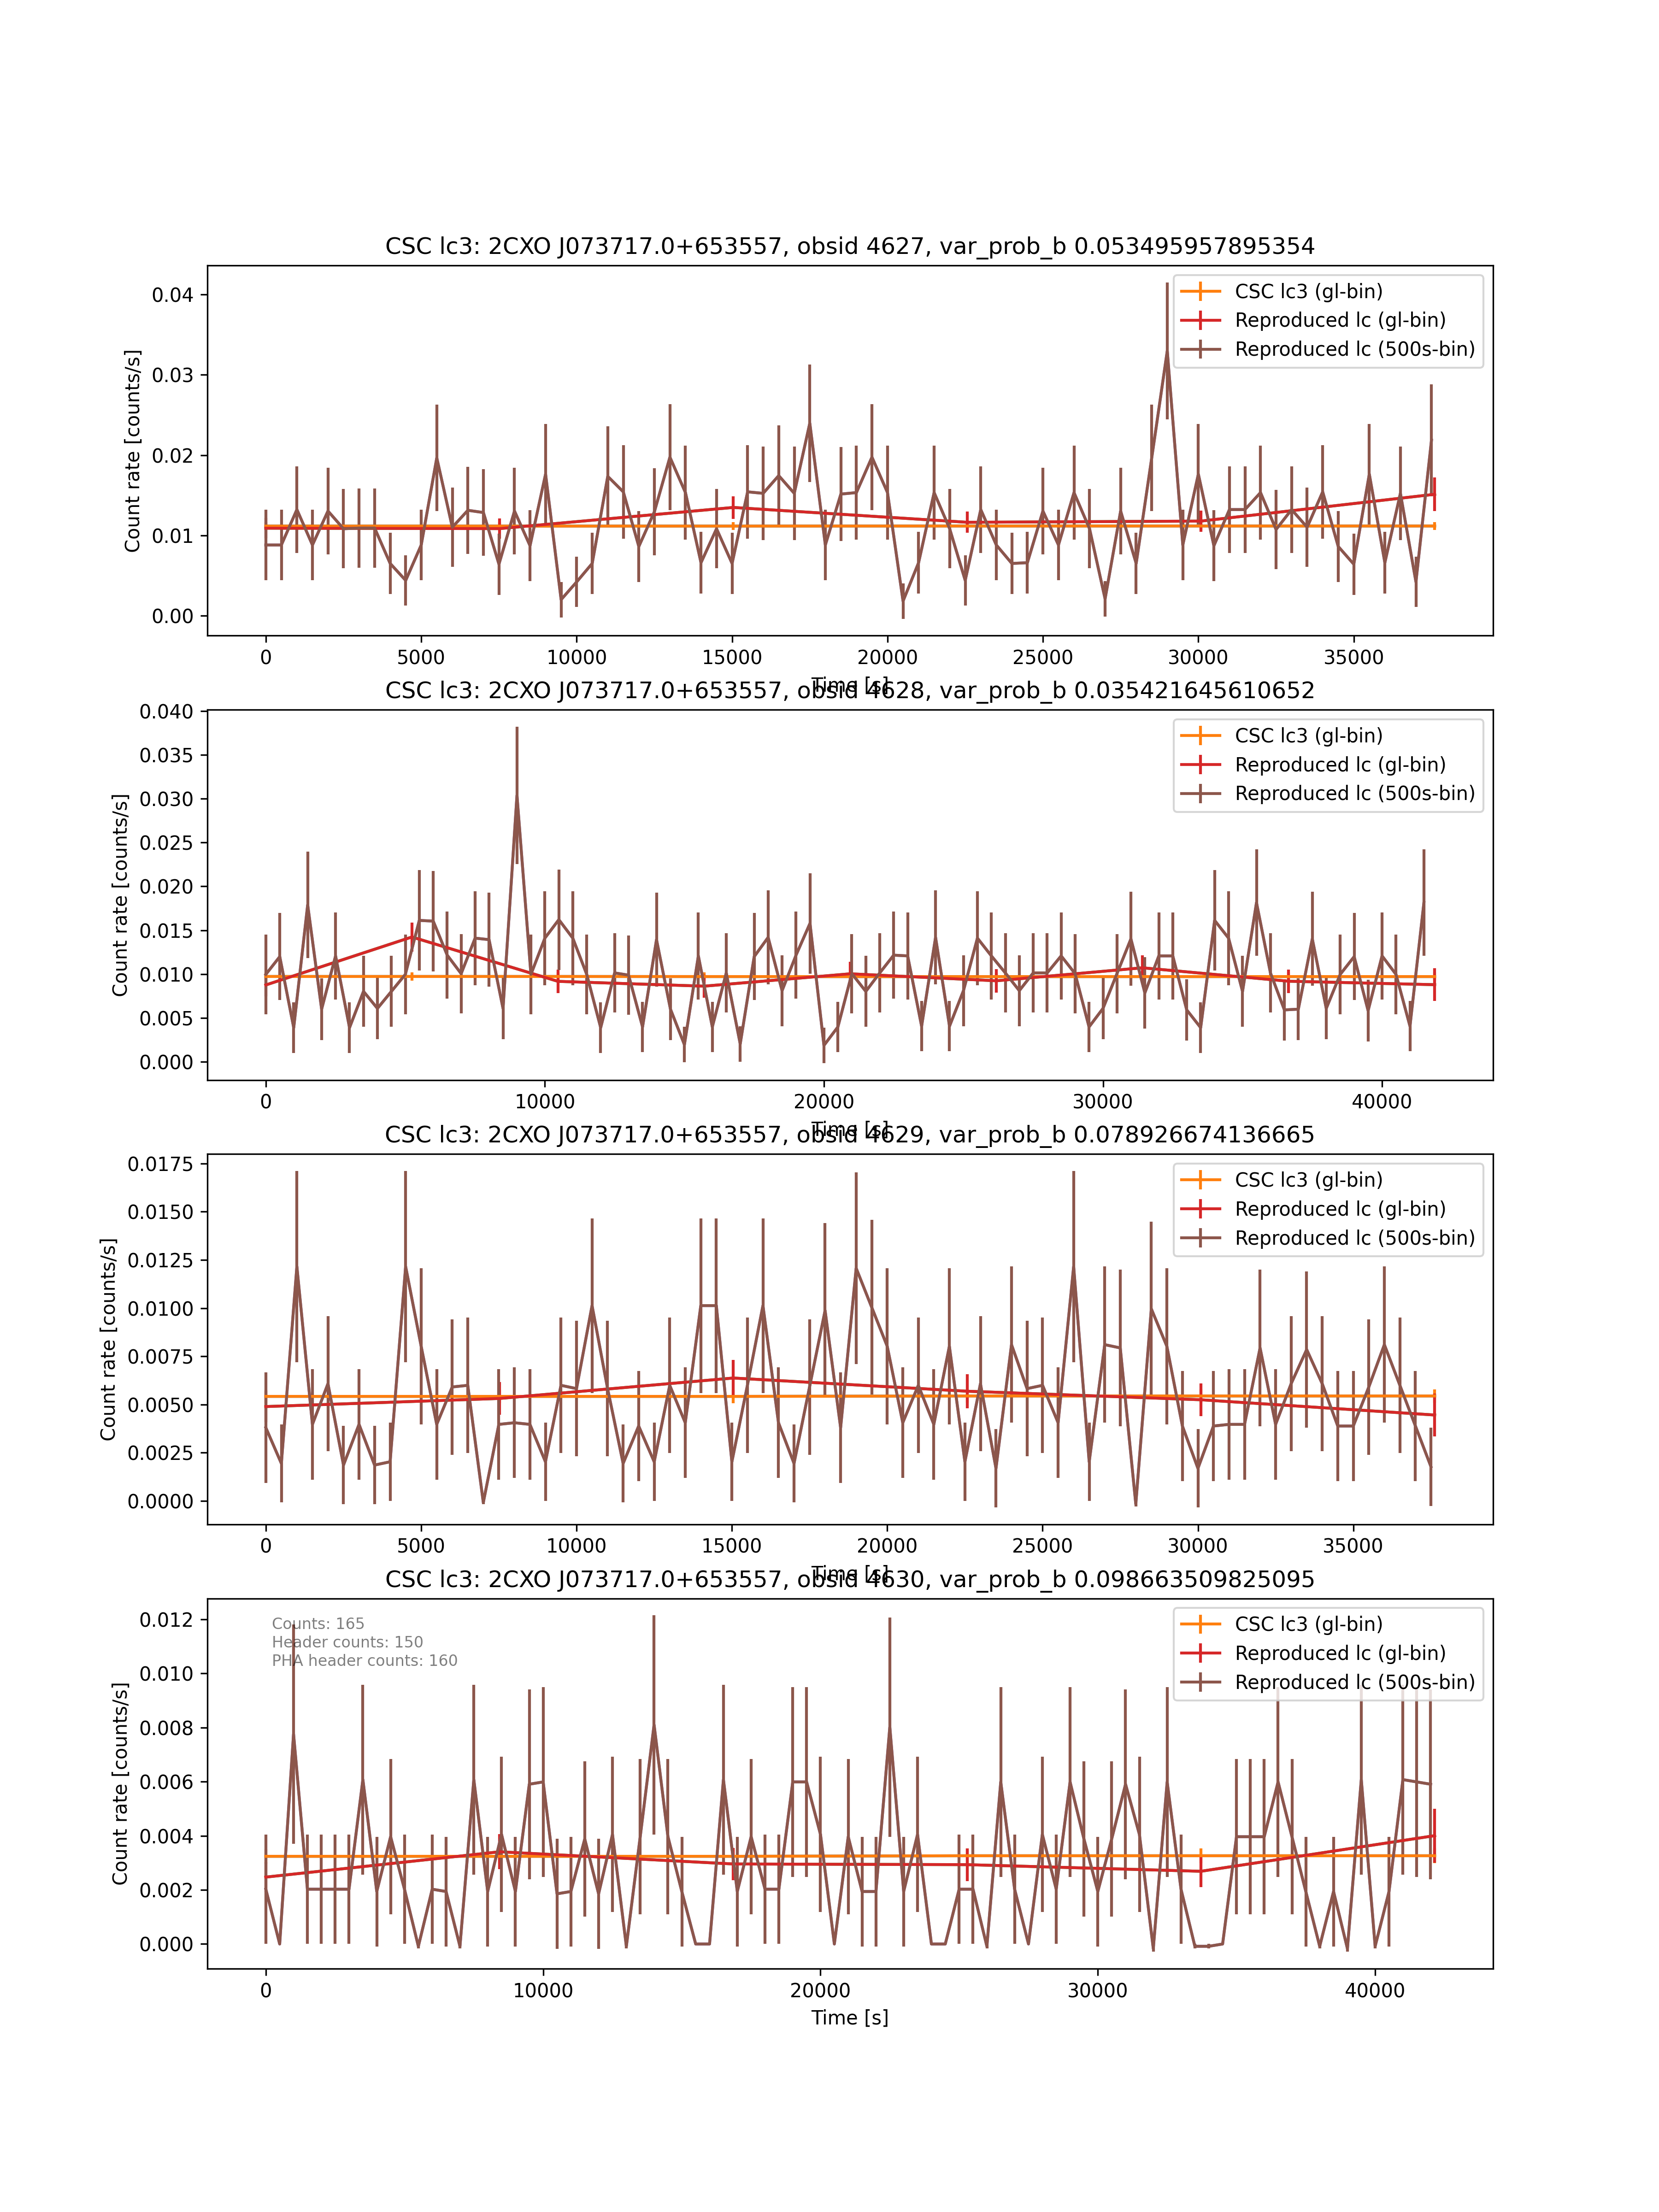 CSC lc3: 2CXO J073717.0+653557, obsid 4627, var_prob_b 0.053495957895354
CSC lc3 (gl-bin)
Reproduced lc (gl-bin)
Reproduced lc (500s-bin)
Count rate [counts/s]
0.04
0.03
0.02
0.01
0.00
0 5000 10000 15000 20000 25000 30000 35000
Time [s]
CSC lc3: 2CXO J073717.0+653557, obsid 4628, var_prob_b 0.035421645610652
CSC lc3 (gl-bin)
Reproduced lc (gl-bin)
Reproduced lc (500s-bin)
Count rate [counts/s]
0.040
0.035
0.030
0.025
0.020
0.015
0.010
0.005
0.000
0 10000 20000 30000 40000
Time [s]
CSC lc3: 2CXO J073717.0+653557, obsid 4629, var_prob_b 0.078926674136665
CSC lc3 (gl-bin)
Reproduced lc (gl-bin)
Reproduced lc (500s-bin)
Count rate [counts/s]
0.0175
0.0150
0.0125
0.0100
0.0075
0.0050
0.0025
0.0000
0 5000 10000 15000 20000 25000 30000 35000
Time [s]
CSC lc3: 2CXO J073717.0+653557, obsid 4630, var_prob_b 0.098663509825095
Counts: 165
Header counts: 150
PHA header counts: 160
CSC lc3 (gl-bin)
Reproduced lc (gl-bin)
Reproduced lc (500s-bin)
Count rate [counts/s]
0.012
0.010
0.008
0.006
0.004
0.002
0.000
0 10000 20000 30000 40000
Time [s]